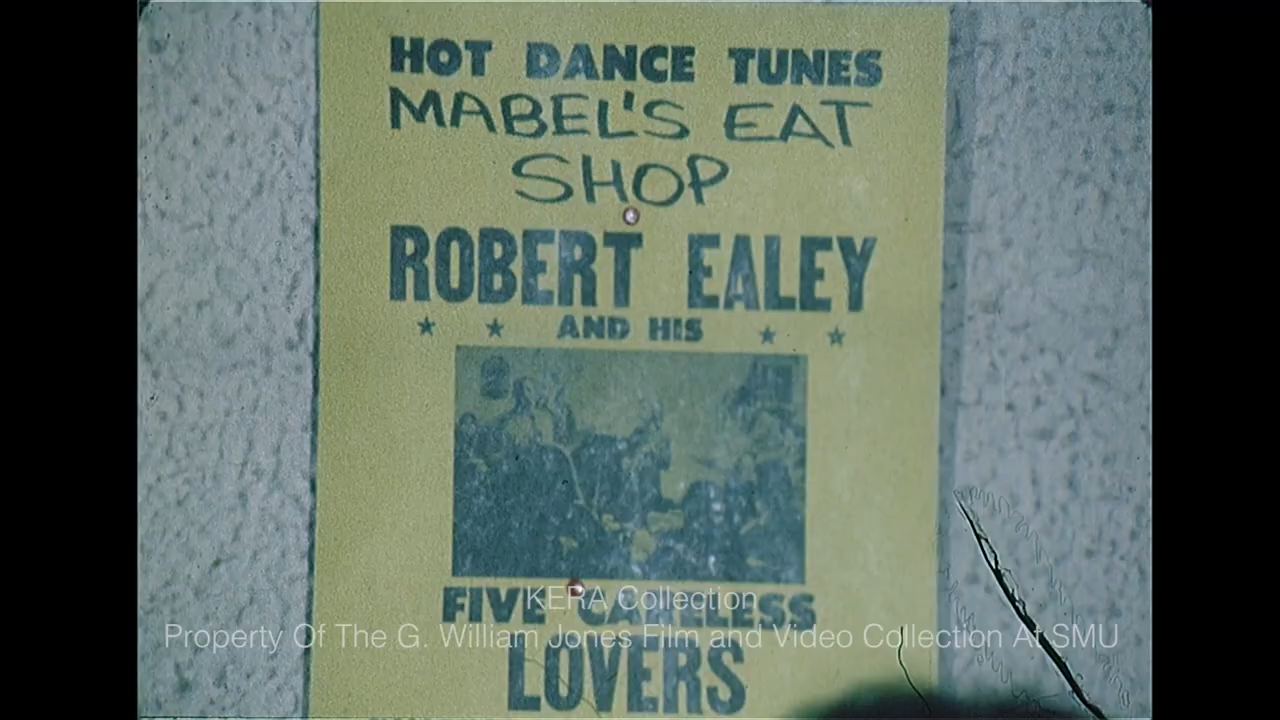 HOT DANCE TUNES
MABEL'S EAT
SHOP
ROBERT EALEY
AND HIS
FIVE CARELESS
LOVERS
KERA Collection
Property Of The G. William Jones Film and Video Collection At SMU